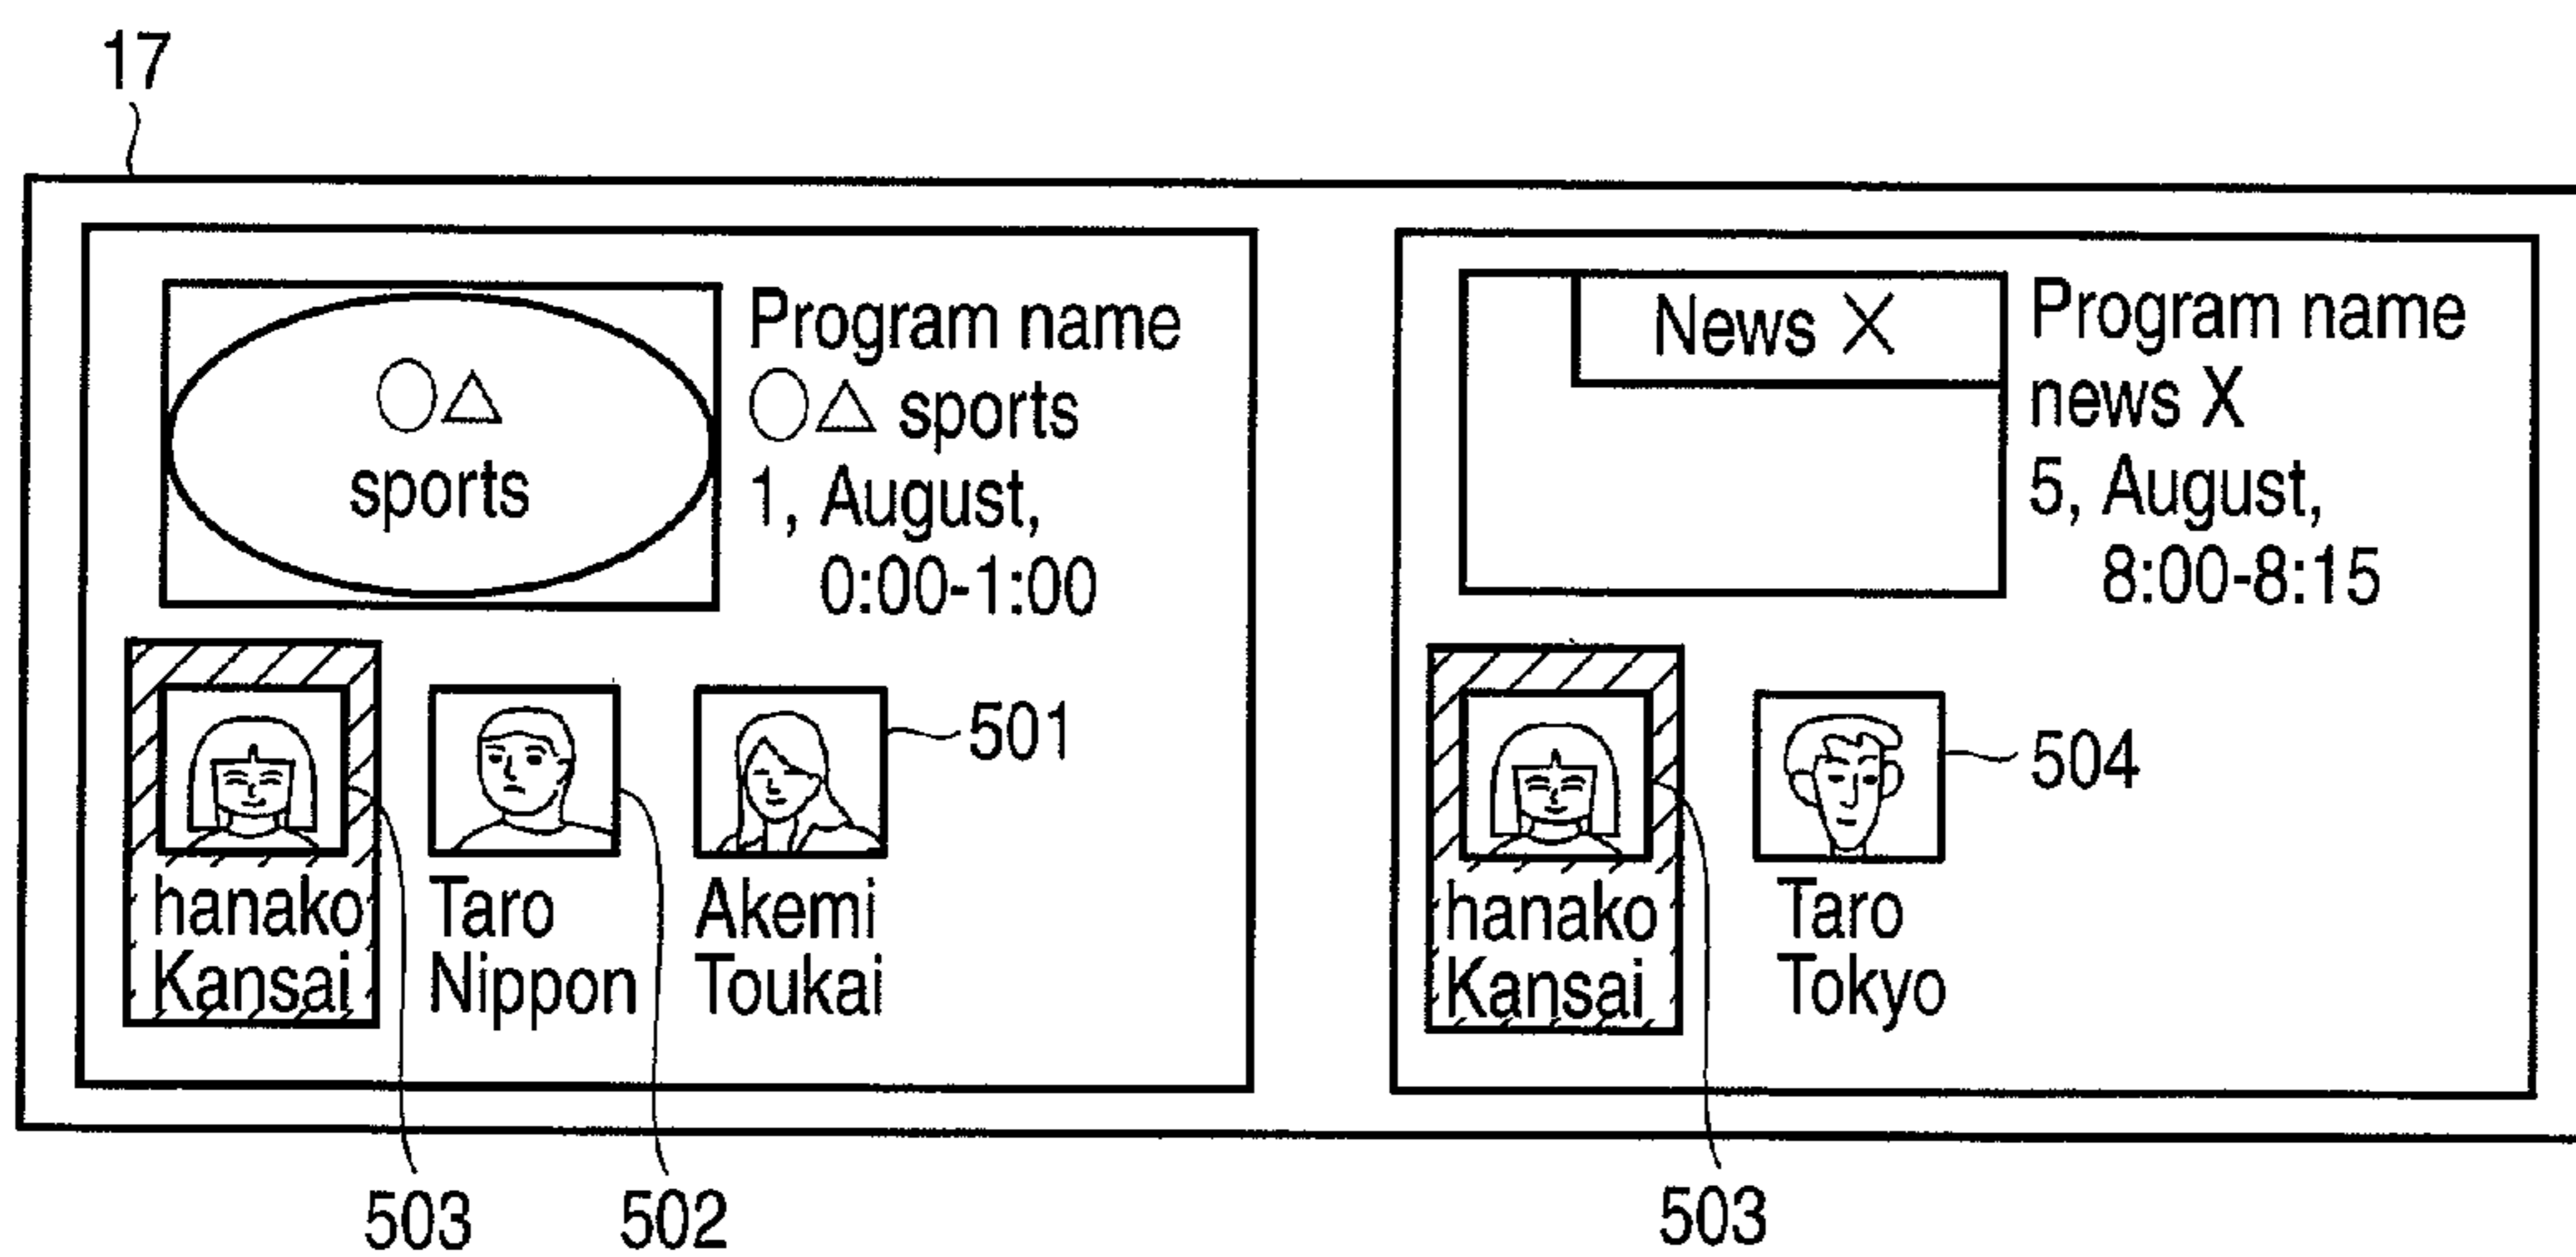 17
○△
sports
Program name
○△ sports
1, August,
0:00-1:00
hanako
Kansai
Taro
Nippon
Akemi
Toukai
501
503
502
News X
Program name
news X
5, August,
8:00-8:15
hanako
Kansai
Taro
Tokyo
504
503